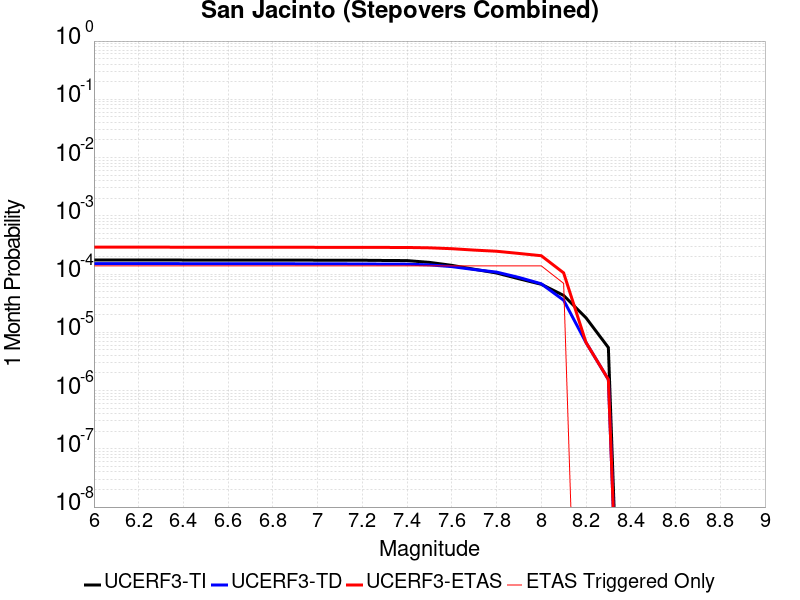 San Jacinto (Stepovers Combined)
10^0
10^-1
10^-2
10^-3
10^-4
10^-5
10^-6
10^-7
10^-8
1 Month Probability
6 6.2 6.4 6.6 6.8 7 7.2 7.4 7.6 7.8 8 8.2 8.4 8.6 8.8 9
Magnitude
UCERF3-TI UCERF3-TD UCERF3-ETAS ETAS Triggered Only